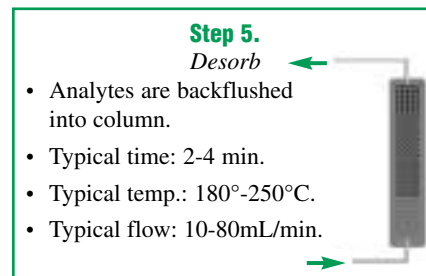 Step 5.
Desorb
• Analytes are backflushed
into column.
• Typical time: 2-4 min.
• Typical temp.: 180°-250°C.
• Typical flow: 10-80mL/min.